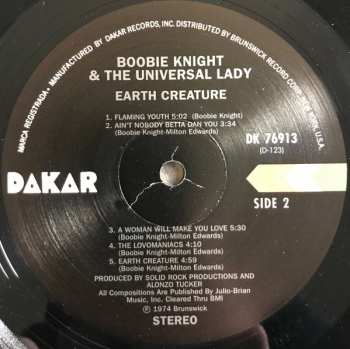 MARCA REGISTRADA · MANUFACTURED BY DAKAR RECORDS, INC. DISTRIBUTED BY BRUNSWICK RECORD CORP. U.S.A.
BOOBIE KNIGHT
& THE UNIVERSAL LADY
EARTH CREATURE
1. FLAMING YOUTH 5:02 (Boobie Knight)
2. AIN'T NOBODY BETTA DAN YOU 3:34
(Boobie Knight-Milton Edwards)
DK 76913
(D-123)
DAKAR
SIDE 2
3. A WOMAN WILL MAKE YOU LOVE 5:30
(Boobie Knight-Milton Edwards)
4. THE LOVOMANIACS 4:10
(Boobie Knight-Milton Edwards)
5. EARTH CREATURE 4:59
(Boobie Knight-Milton Edwards)
PRODUCED BY SOLID ROCK PRODUCTIONS AND
ALONZO TUCKER
All Compositions Are Published By Julio-Brian
Music, Inc. Cleared Thru BMI
℗ 1974 Brunswick
STEREO